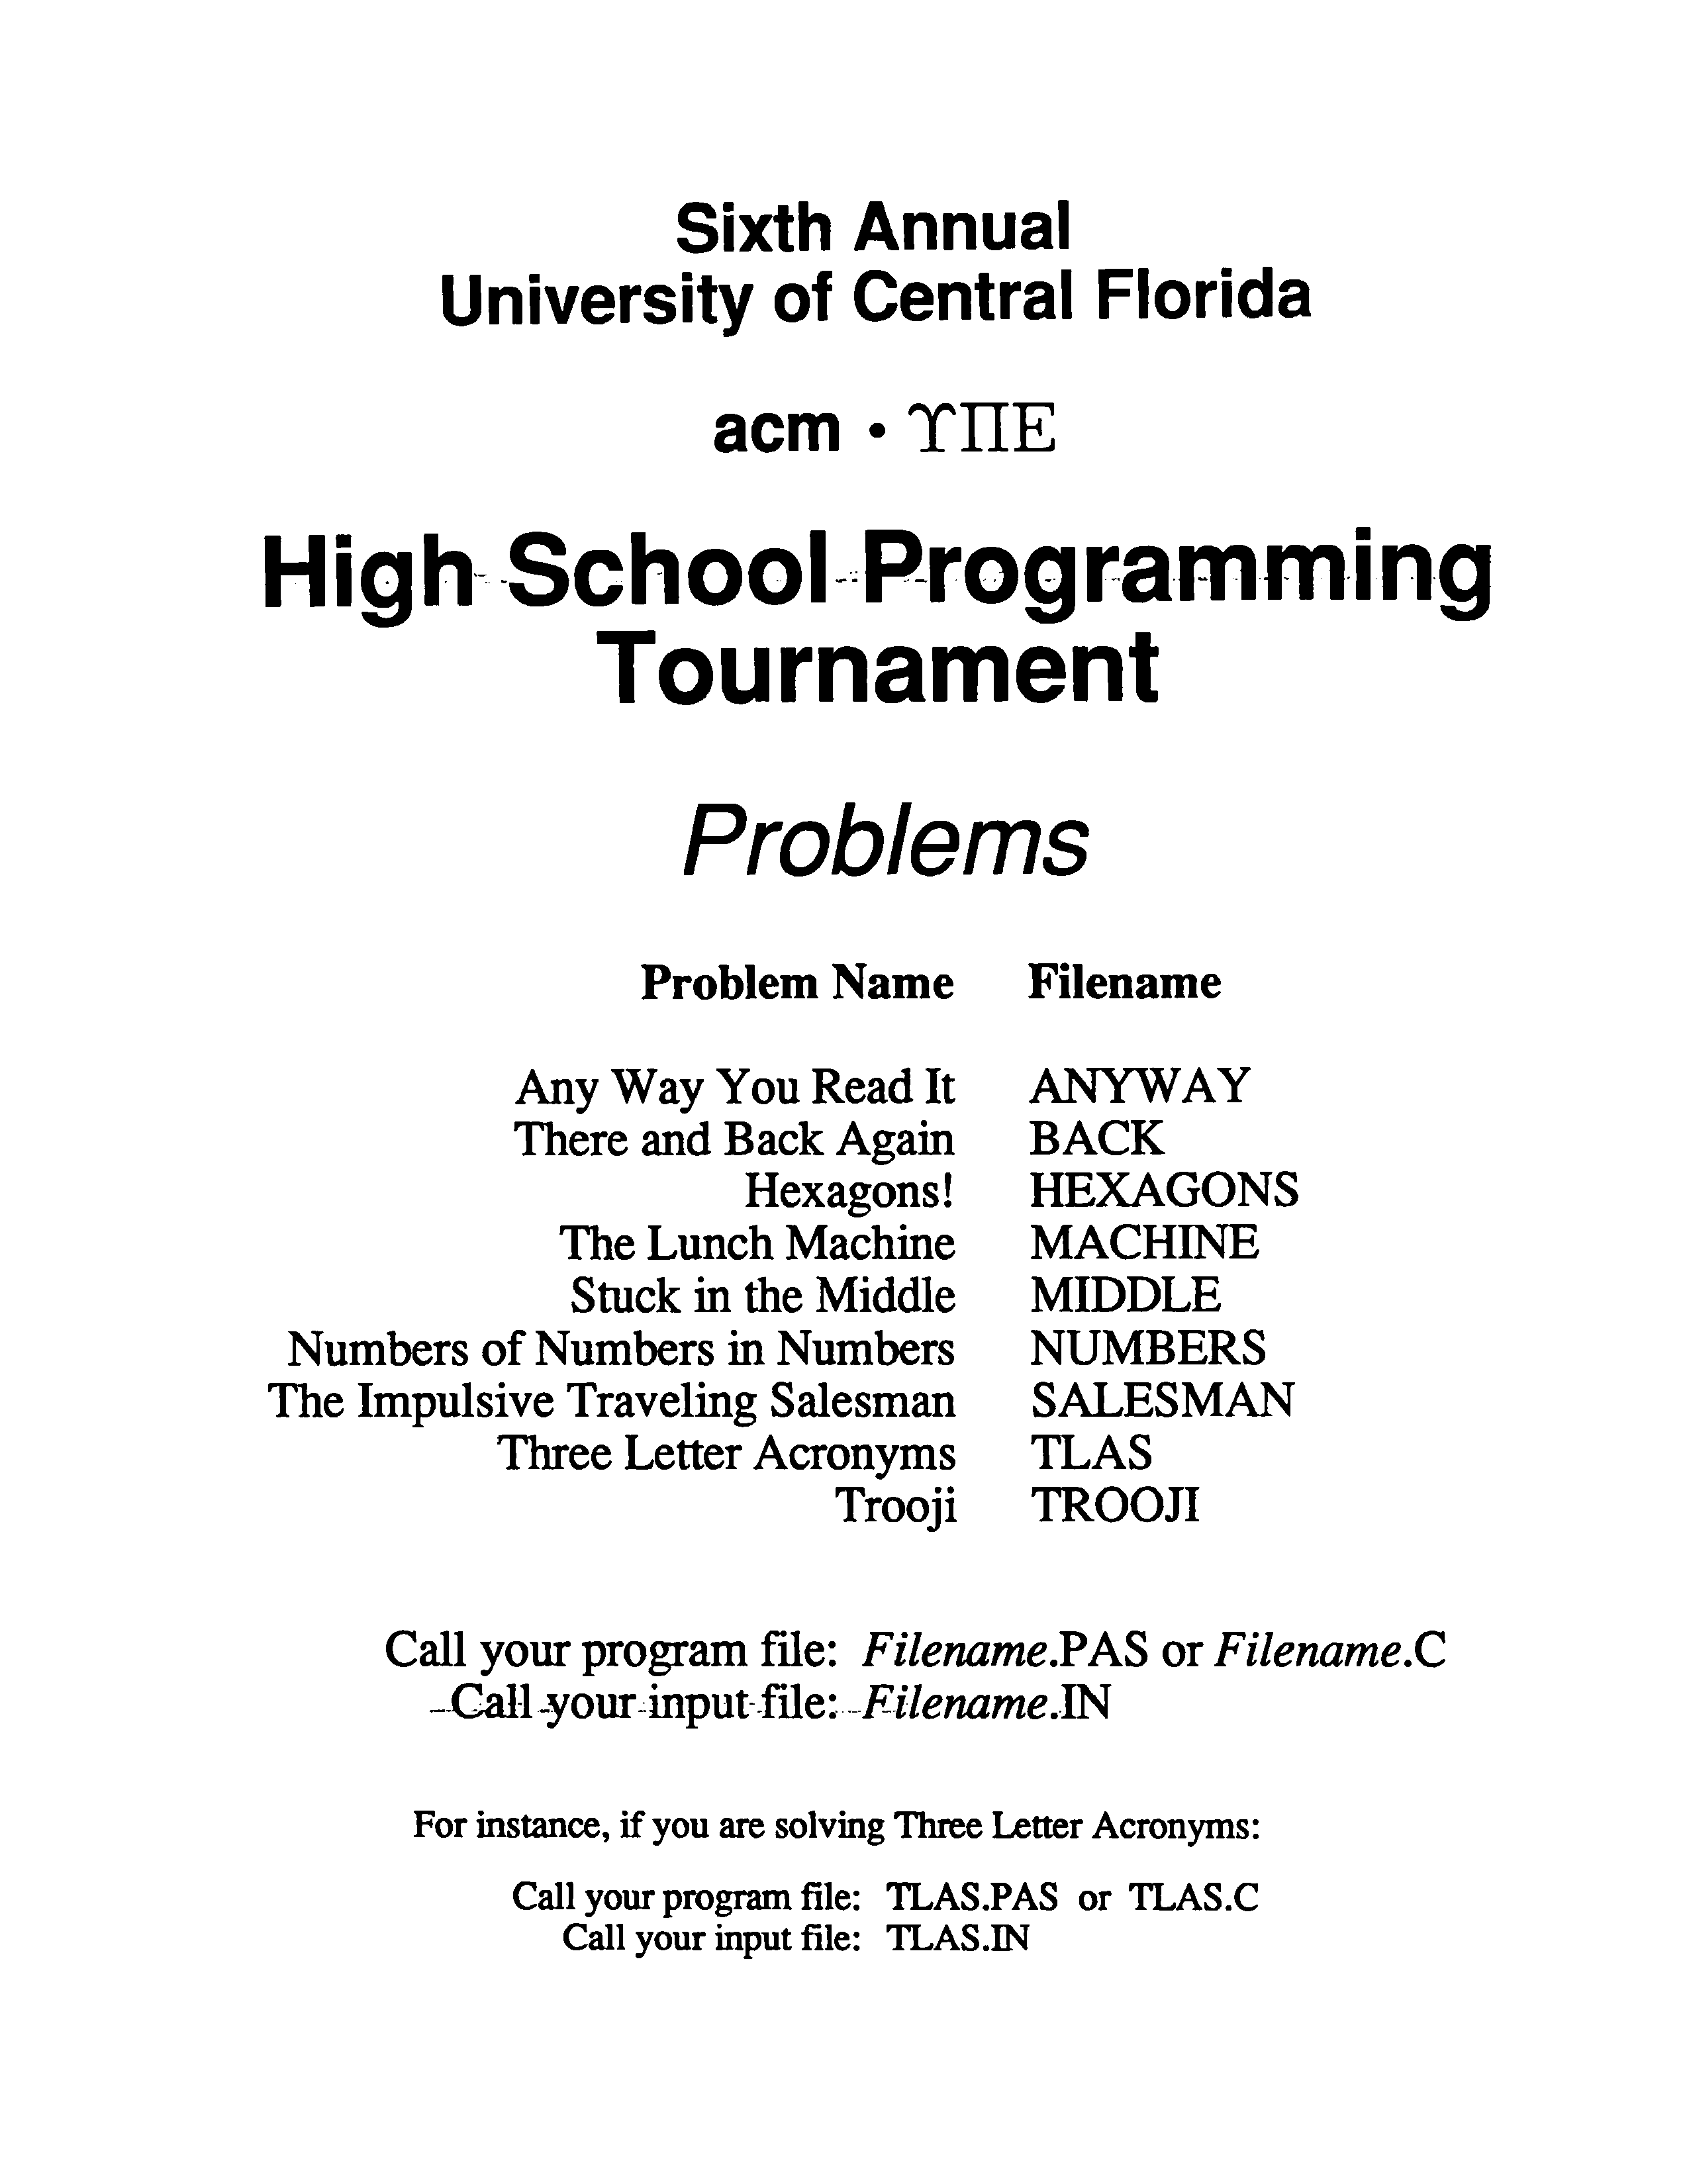 Sixth Annual
University of Central Florida
acm • ϒΠΕ
High School Programming
Tournament
Problems
Problem Name Filename
Any Way You Read It ANYWAY
There and Back Again BACK
Hexagons! HEXAGONS
The Lunch Machine MACHINE
Stuck in the Middle MIDDLE
Numbers of Numbers in Numbers NUMBERS
The Impulsive Traveling Salesman SALESMAN
Three Letter Acronyms TLAS
Trooji TROOJI
Call your program file: Filename.PAS or Filename.C
Call your input file: Filename.IN
For instance, if you are solving Three Letter Acronyms:
Call your program file: TLAS.PAS or TLAS.C
Call your input file: TLAS.IN